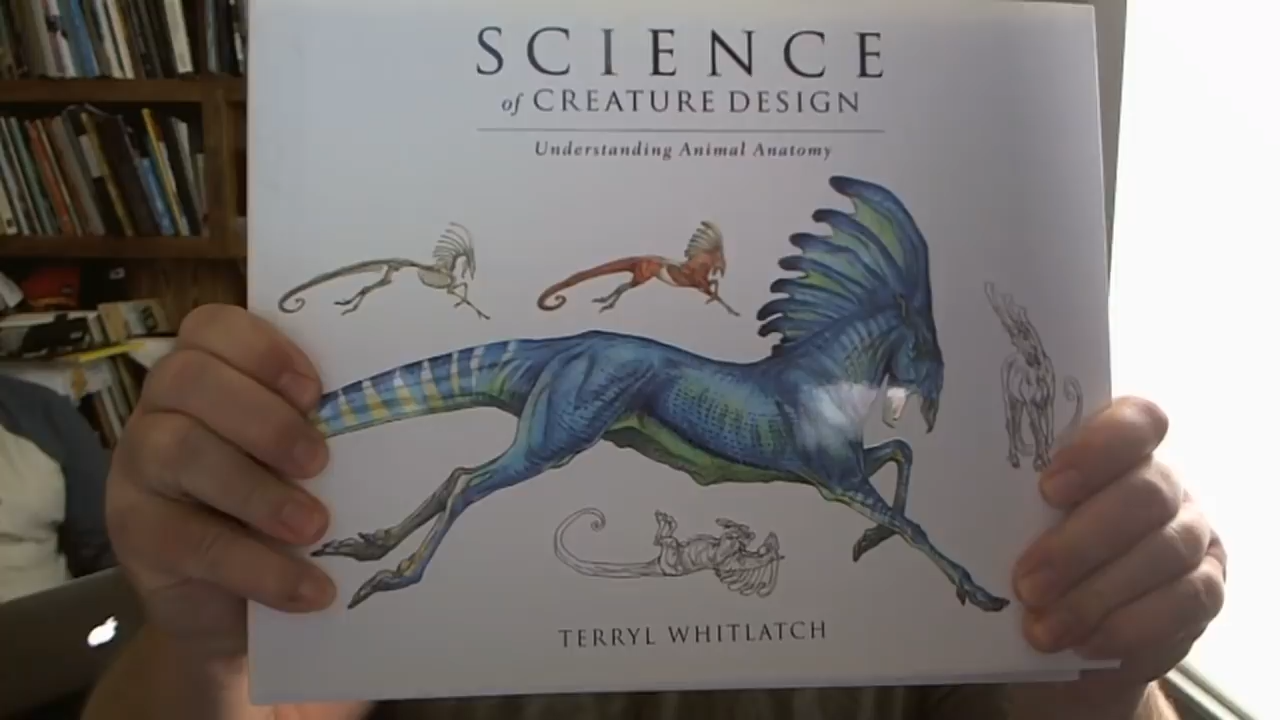 SCIENCE
of CREATURE DESIGN
Understanding Animal Anatomy
TERRYL WHITLATCH